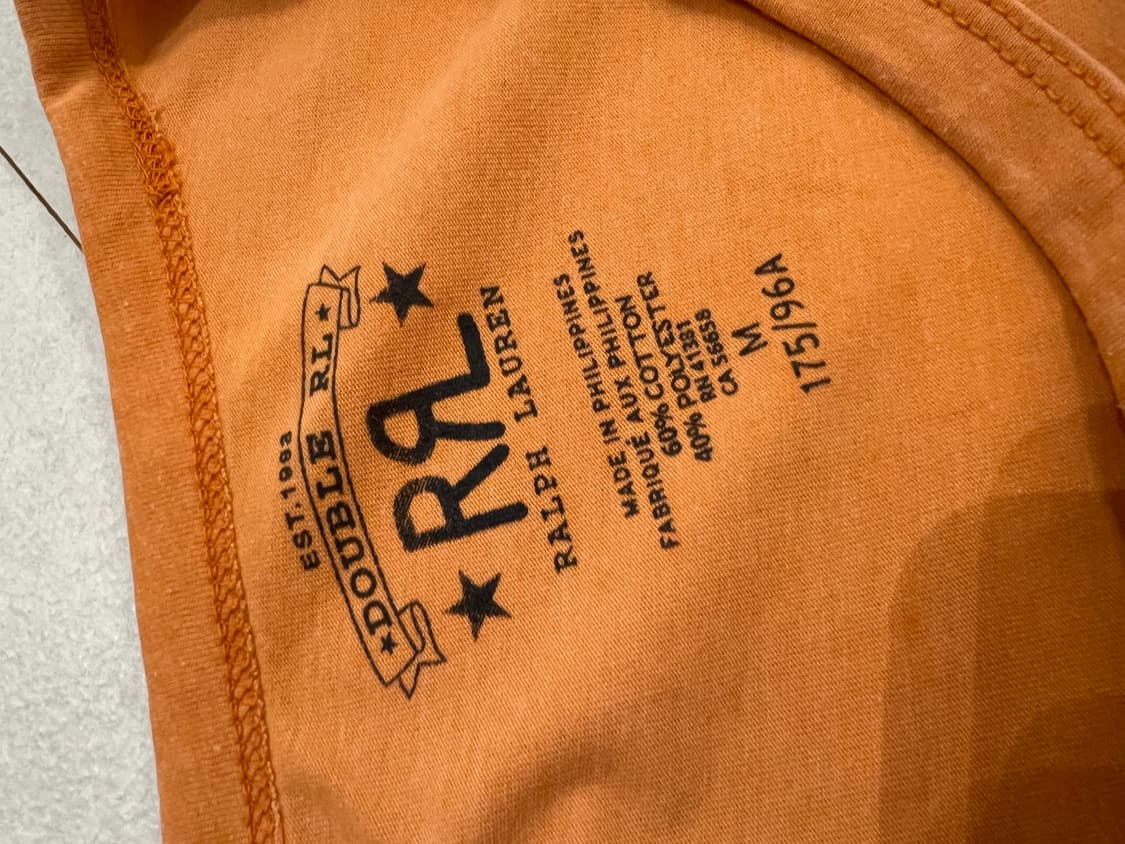 EST.1993
★DOUBLE RL★
RRL
RALPH LAUREN
MADE IN PHILIPPINES
FABRIQUÉ AUX PHILIPPINES
60% COTTON
40% POLYESTER
RN 41381
CA 56658
M
175/96A